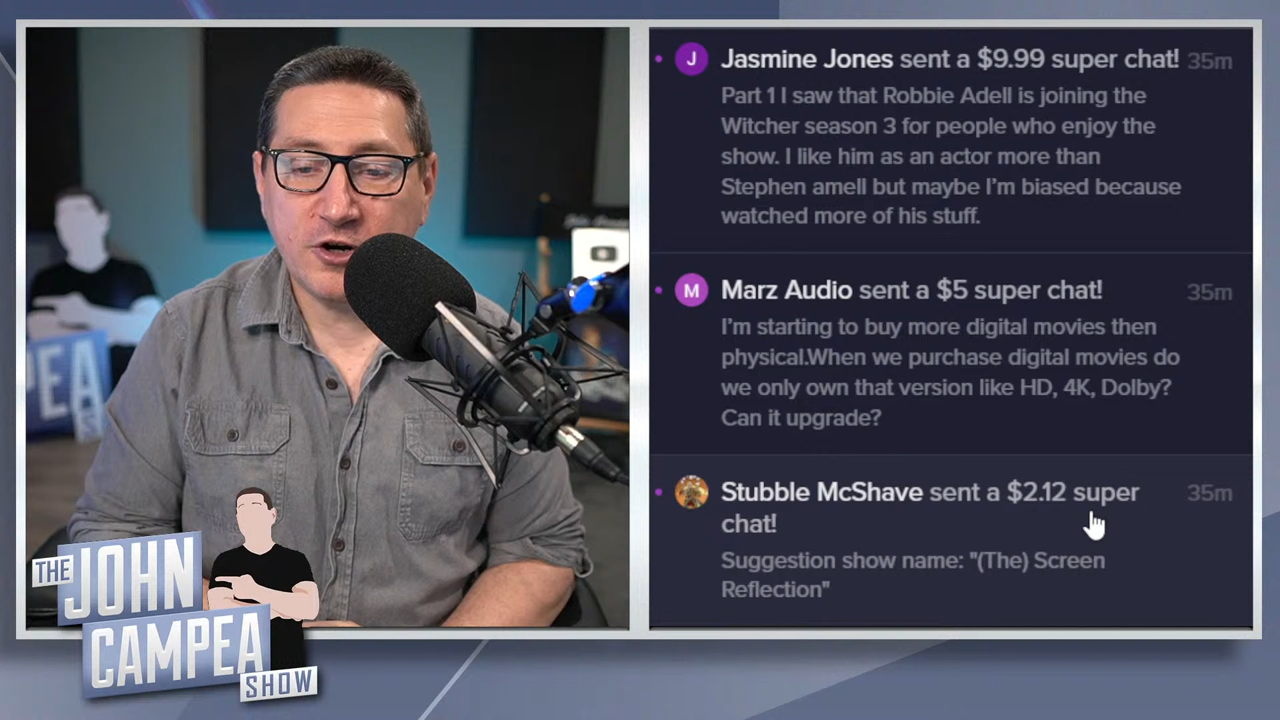 Jasmine Jones sent a $9.99 super chat! 35m
J
Part 1 I saw that Robbie Adell is joining the
Witcher season 3 for people who enjoy the
show. I like him as an actor more than
Stephen amell but maybe I'm biased because
watched more of his stuff.
Marz Audio sent a $5 super chat! 35m
M
I'm starting to buy more digital movies then
physical.When we purchase digital movies do
we only own that version like HD, 4K, Dolby?
Can it upgrade?
Stubble McShave sent a $2.12 super 35m
chat!
Suggestion show name: "(The) Screen
Reflection"
PEA
S
THE
JOHN
CAMPEA
SHOW